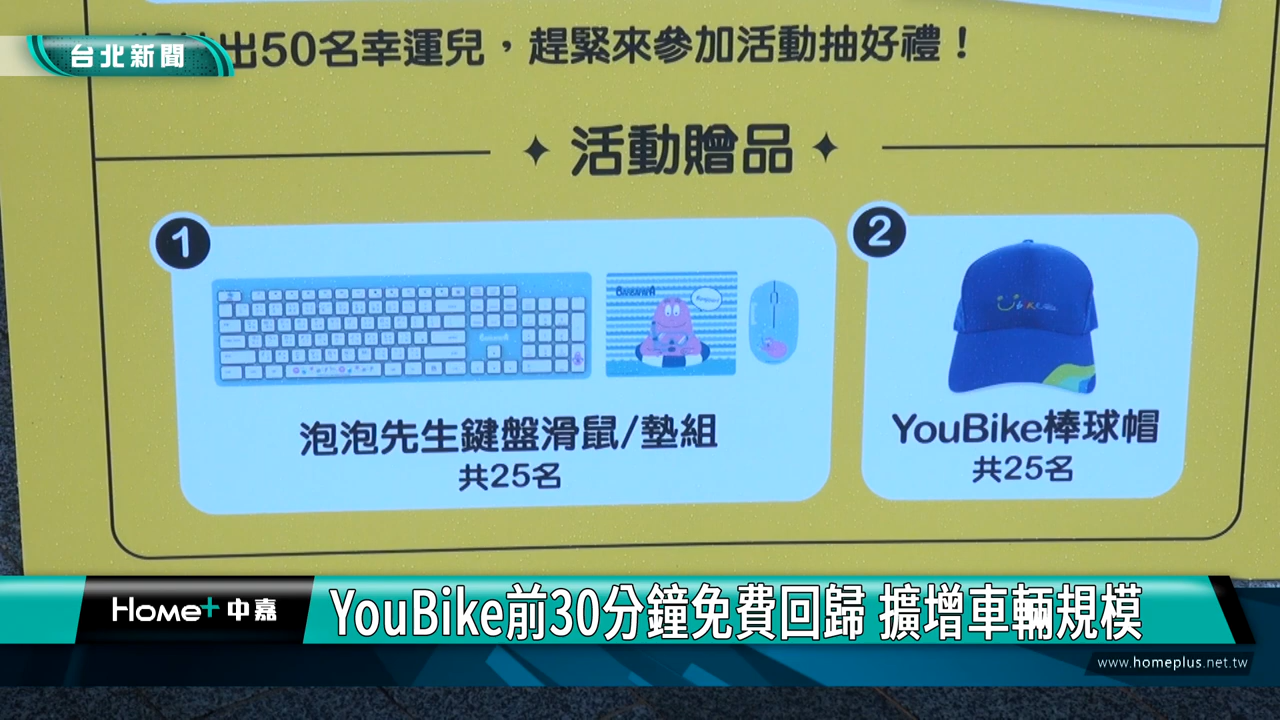 台北新聞
出50名幸運兒，趕緊來參加活動抽好禮！
活動贈品
1
2
泡泡先生鍵盤滑鼠/墊組
共25名
YouBike棒球帽
共25名
Home+中嘉
YouBike前30分鐘免費回歸 擴增車輛規模
www.homeplus.net.tw